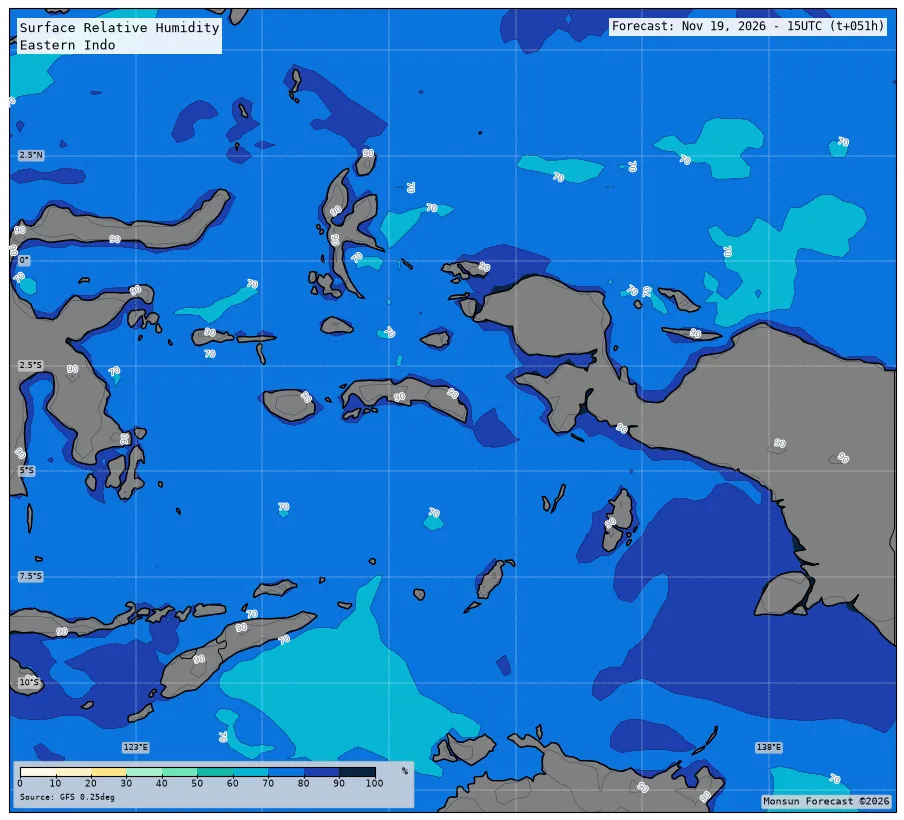 Surface Relative Humidity
Eastern Indo
Forecast: Nov 19, 2026 - 15UTC (t+051h)
2.5°N
0°
2.5°S
5°S
7.5°S
10°S
123°E
138°E
70
90
0 10 20 30 40 50 60 70 80 90 100 %
Source: GFS 0.25deg
Monsun Forecast ©2026